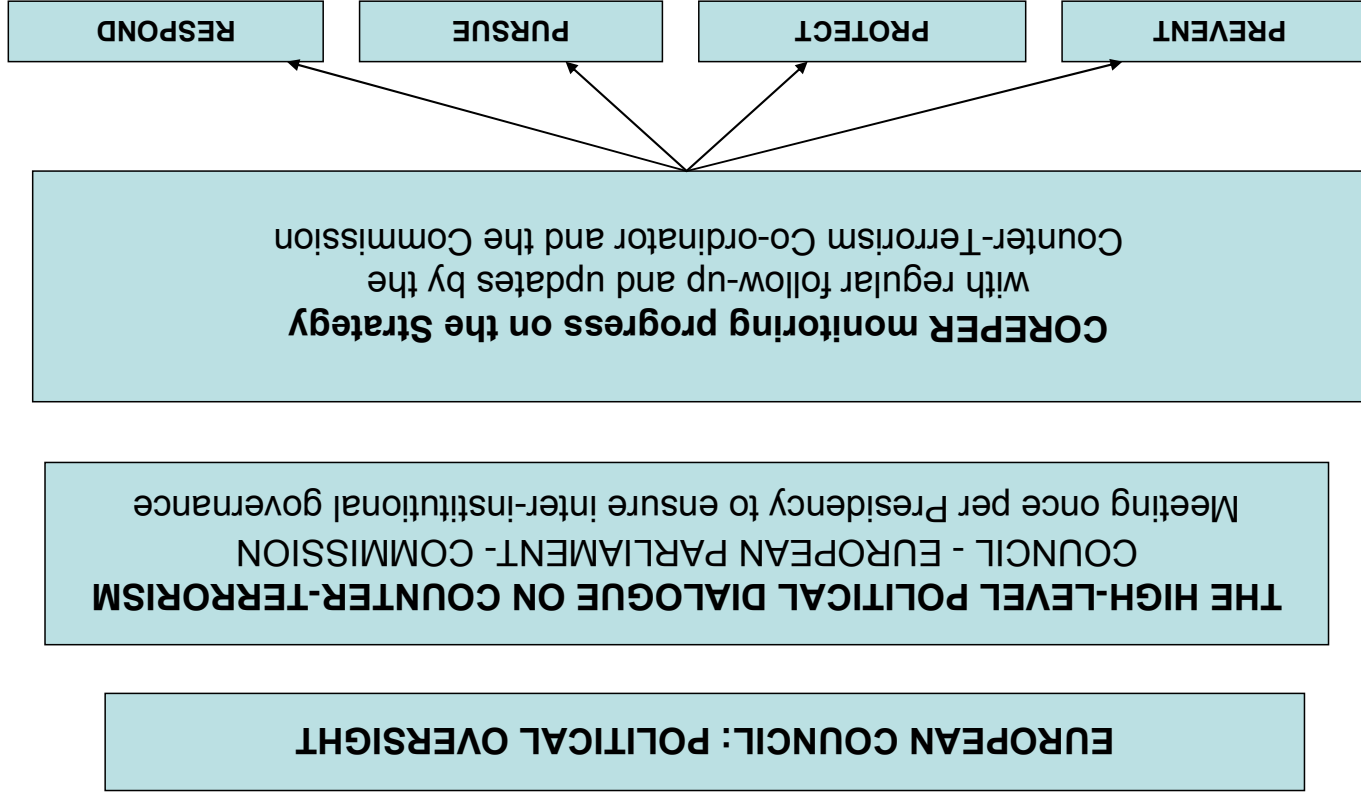 EUROPEAN COUNCIL: POLITICAL OVERSIGHT
THE HIGH-LEVEL POLITICAL DIALOGUE ON COUNTER-TERRORISM
COUNCIL - EUROPEAN PARLIAMENT- COMMISSION
Meeting once per Presidency to ensure inter-institutional governance
COREPER monitoring progress on the Strategy
with regular follow-up and updates by the
Counter-Terrorism Co-ordinator and the Commission
PREVENT
PROTECT
PURSUE
RESPOND